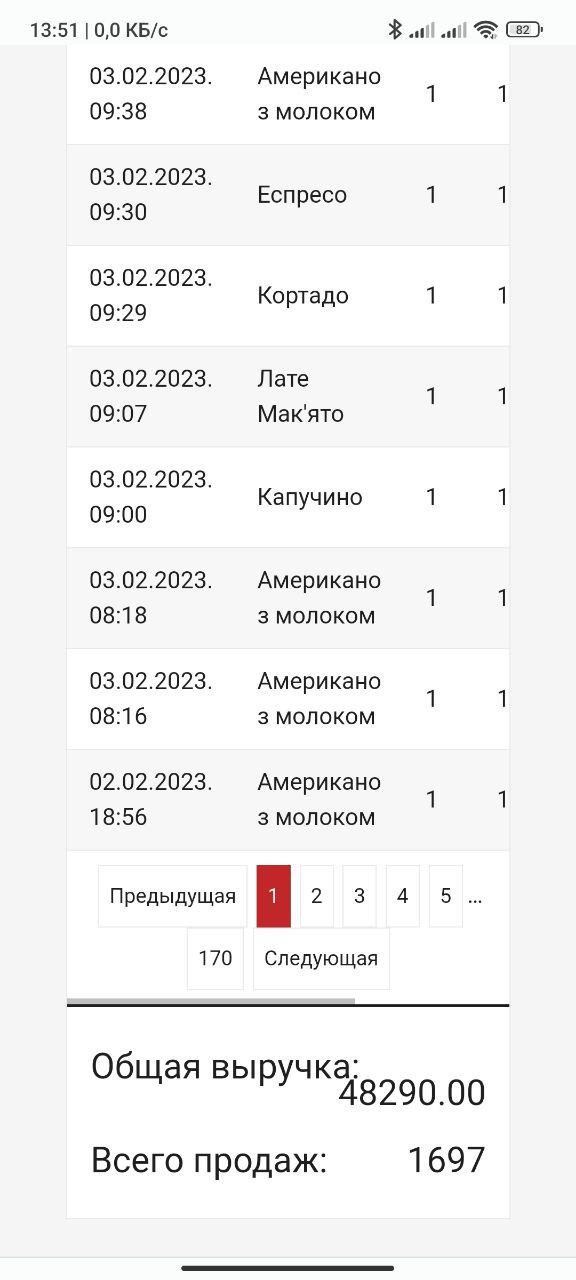 13:51 | 0,0 КБ/с 82
03.02.2023. Американо 1 1
09:38 з молоком
03.02.2023. Еспресо 1 1
09:30
03.02.2023. Кортадо 1 1
09:29
03.02.2023. Лате 1 1
09:07 Мак'ято
03.02.2023. Капучино 1 1
09:00
03.02.2023. Американо 1 1
08:18 з молоком
03.02.2023. Американо 1 1
08:16 з молоком
02.02.2023. Американо 1 1
18:56 з молоком
Предыдущая 1 2 3 4 5 ...
170 Следующая
Общая выручка:
48290.00
Всего продаж: 1697